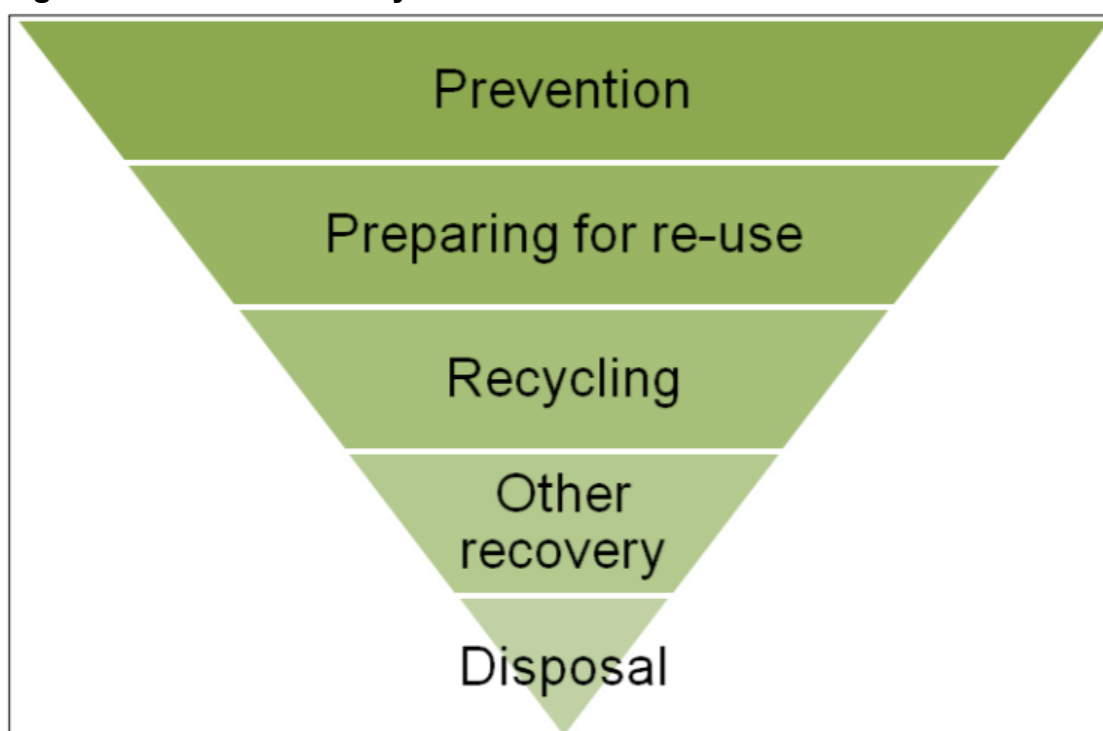 Prevention
Preparing for re-use
Recycling
Other
recovery
Disposal